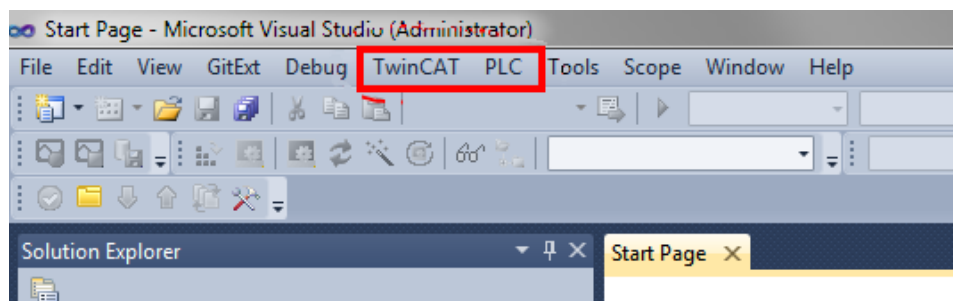 Start Page - Microsoft Visual Studio (Administrator)
File Edit View GitExt Debug TwinCAT PLC Tools Scope Window Help
Solution Explorer
Start Page